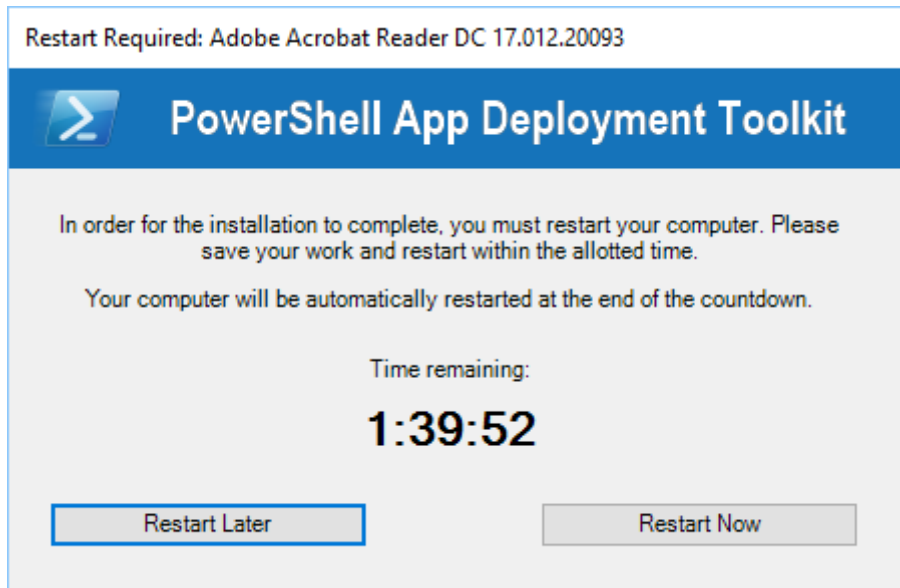 Restart Required: Adobe Acrobat Reader DC 17.012.20093
PowerShell App Deployment Toolkit
In order for the installation to complete, you must restart your computer. Please
save your work and restart within the allotted time.
Your computer will be automatically restarted at the end of the countdown.
Time remaining:
1:39:52
Restart Later
Restart Now